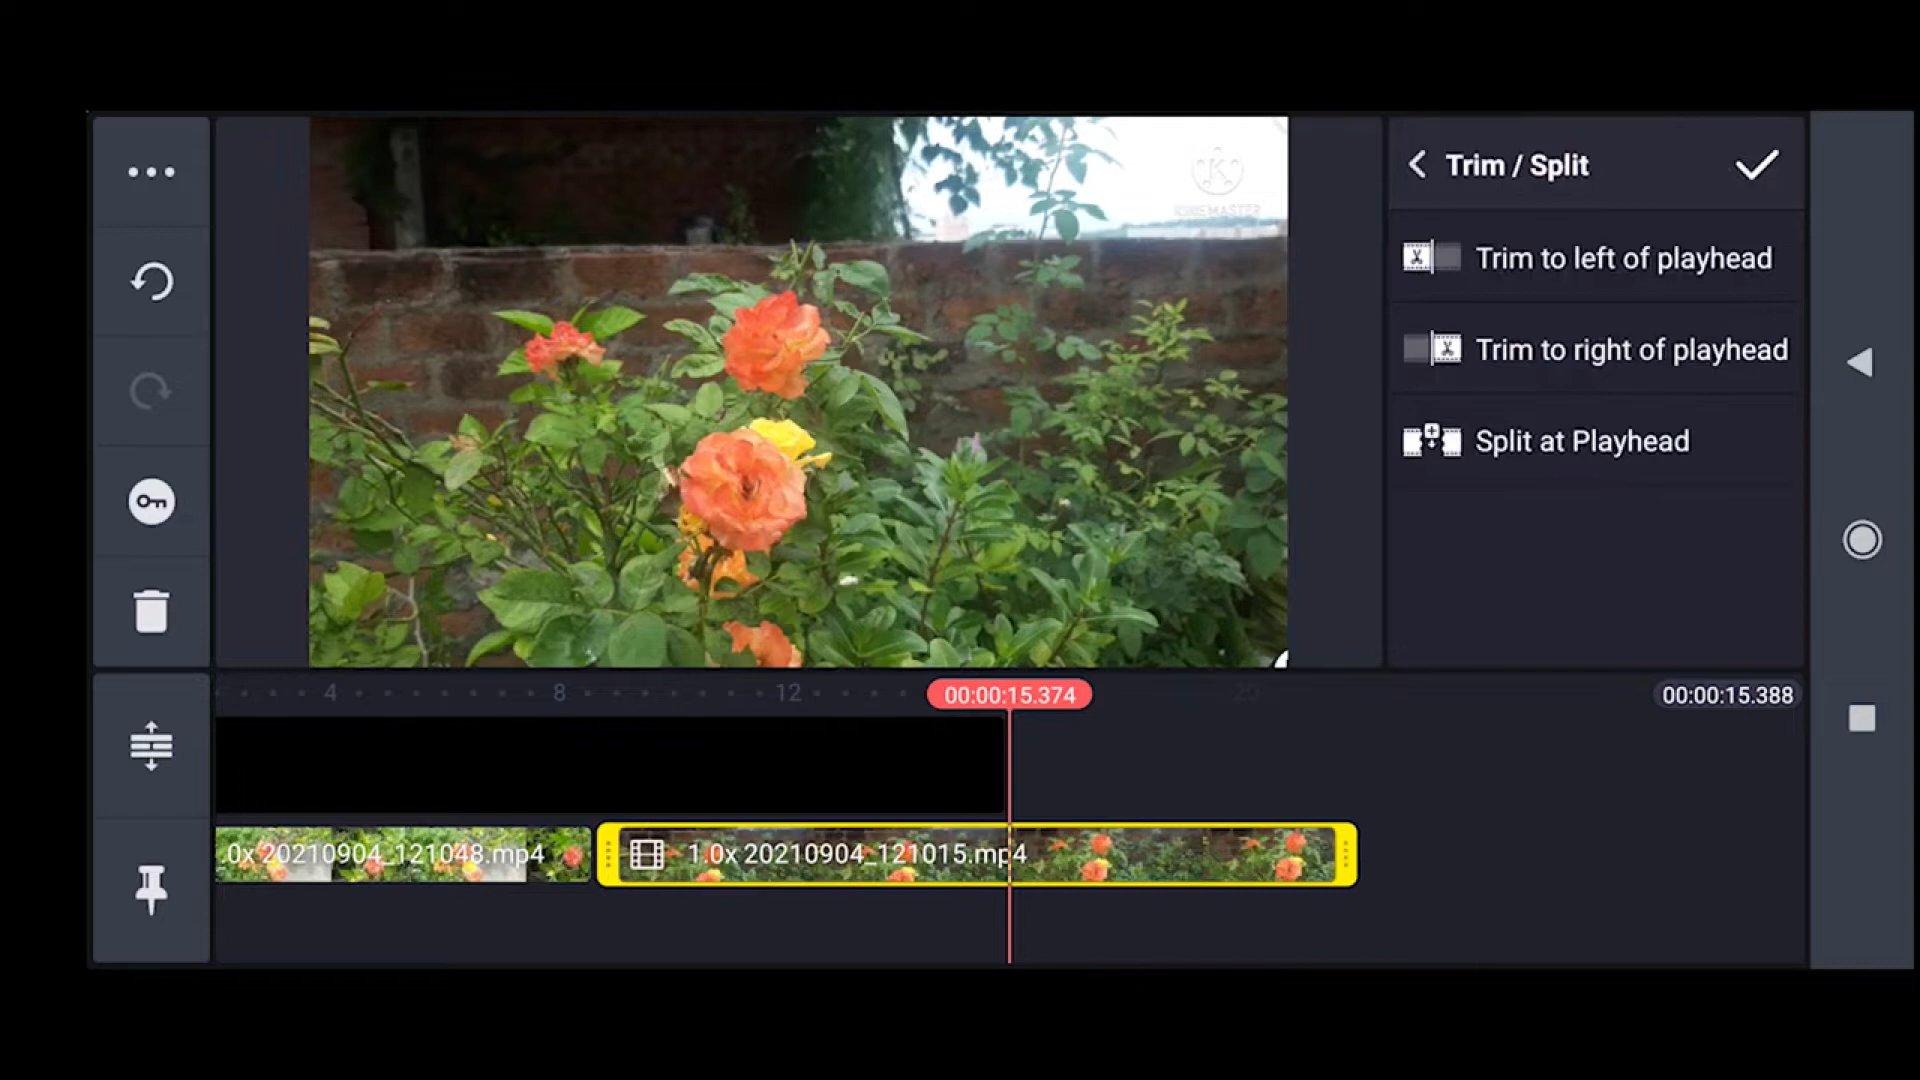 KINEMASTER
Trim / Split
Trim to left of playhead
Trim to right of playhead
Split at Playhead
4
8
12
00:00:15.374
20
00:00:15.388
.0x 20210904_121048.mp4
1.0x 20210904_121015.mp4